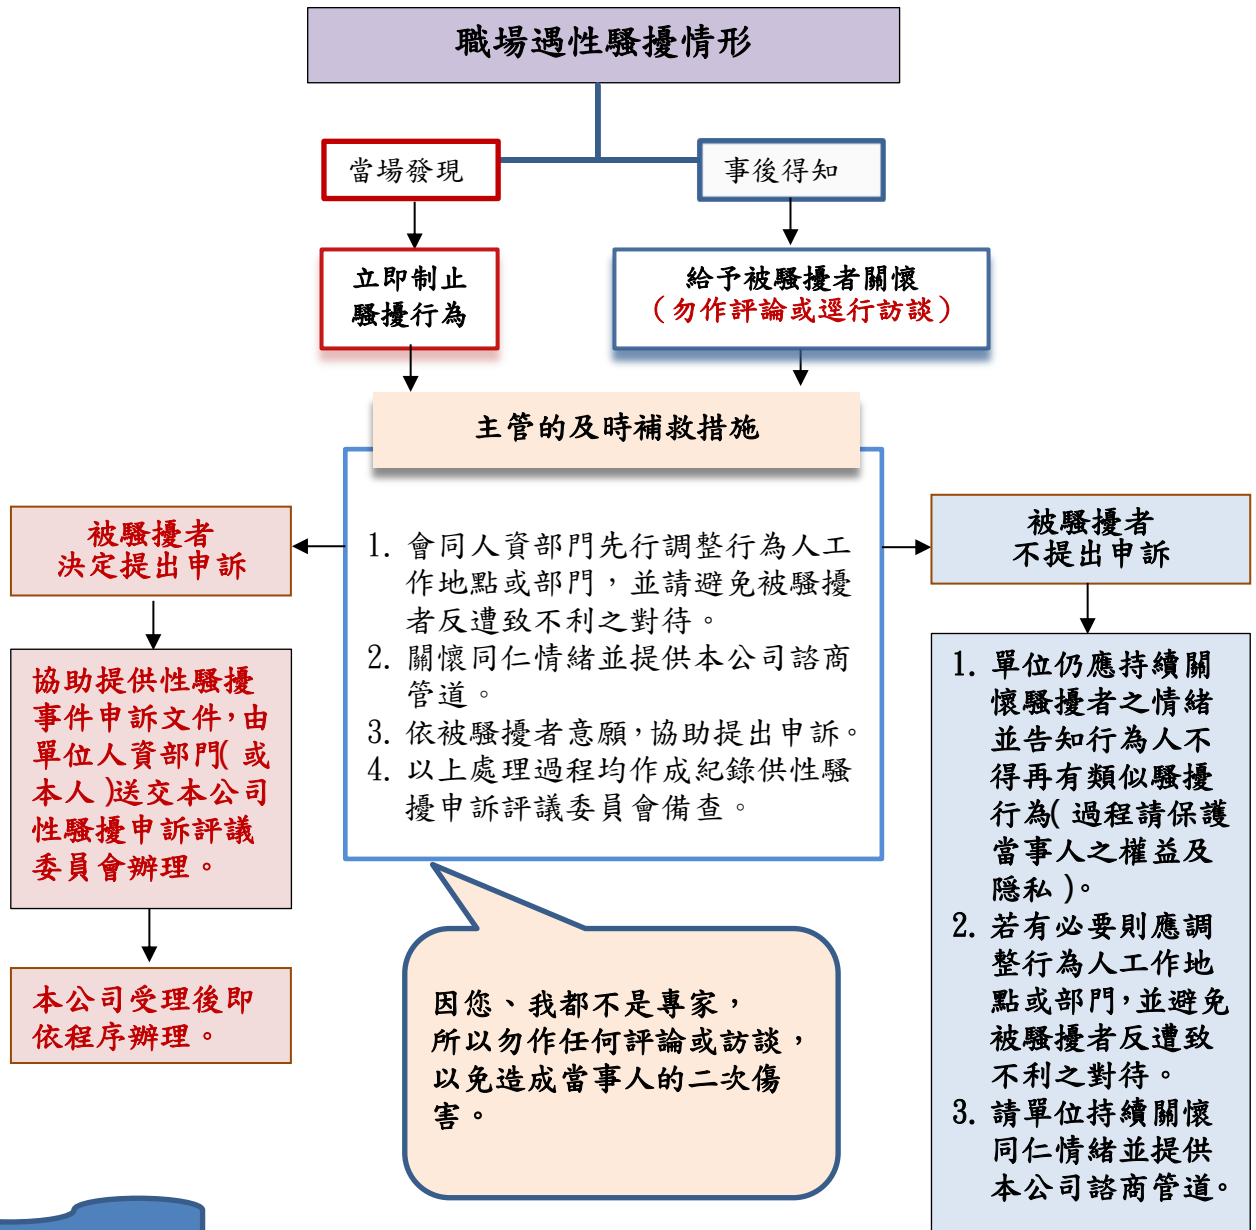 職場遇性騷擾情形
當場發現
事後得知
立即制止
騷擾行為
給予被騷擾者關懷
（勿作評論或逕行訪談）
主管的及時補救措施
1. 會同人資部門先行調整行為人工
作地點或部門，並請避免被騷擾
者反遭致不利之對待。
2. 關懷同仁情緒並提供本公司諮商
管道。
3. 依被騷擾者意願，協助提出申訴。
4. 以上處理過程均作成紀錄供性騷
擾申訴評議委員會備查。
被騷擾者
決定提出申訴
協助提供性騷擾
事件申訴文件，由
單位人資部門(或
本人)送交本公司
性騷擾申訴評議
委員會辦理。
本公司受理後即
依程序辦理。
因您、我都不是專家，
所以勿作任何評論或訪談，
以免造成當事人的二次傷
害。
被騷擾者
不提出申訴
1. 單位仍應持續關
懷騷擾者之情緒
並告知行為人不
得再有類似騷擾
行為(過程請保護
當事人之權益及
隱私)。
2. 若有必要則應調
整行為人工作地
點或部門，並避免
被騷擾者反遭致
不利之對待。
3. 請單位持續關懷
同仁情緒並提供
本公司諮商管道。